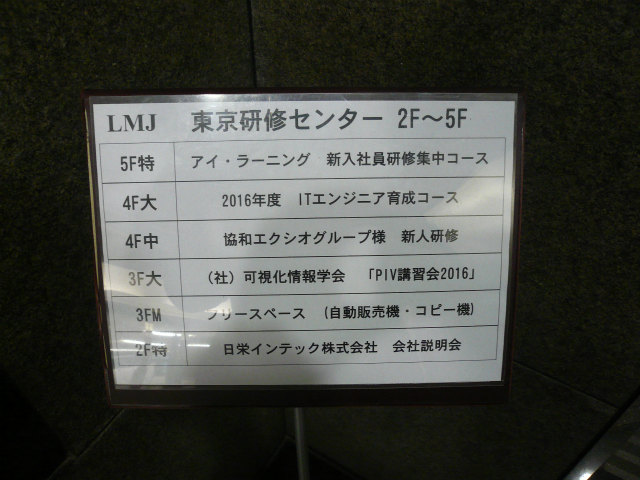 LMJ 東京研修センター 2F～5F
5F特 アイ・ラーニング 新入社員研修集中コース
4F大 2016年度 ITエンジニア育成コース
4F中 協和エクシオグループ様 新人研修
3F大 （社）可視化情報学会 「PIV講習会2016」
3FM フリースペース （自動販売機・コピー機）
2F特 日栄インテック株式会社 会社説明会